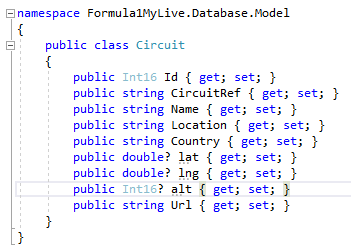 namespace Formula1MyLive.Database.Model
{
    public class Circuit
    {
        public Int16 Id { get; set; }
        public string CircuitRef { get; set; }
        public string Name { get; set; }
        public string Location { get; set; }
        public string Country { get; set; }
        public double? lat { get; set; }
        public double? lng { get; set; }
        public Int16? alt { get; set; }
        public string Url { get; set; }
    }
}